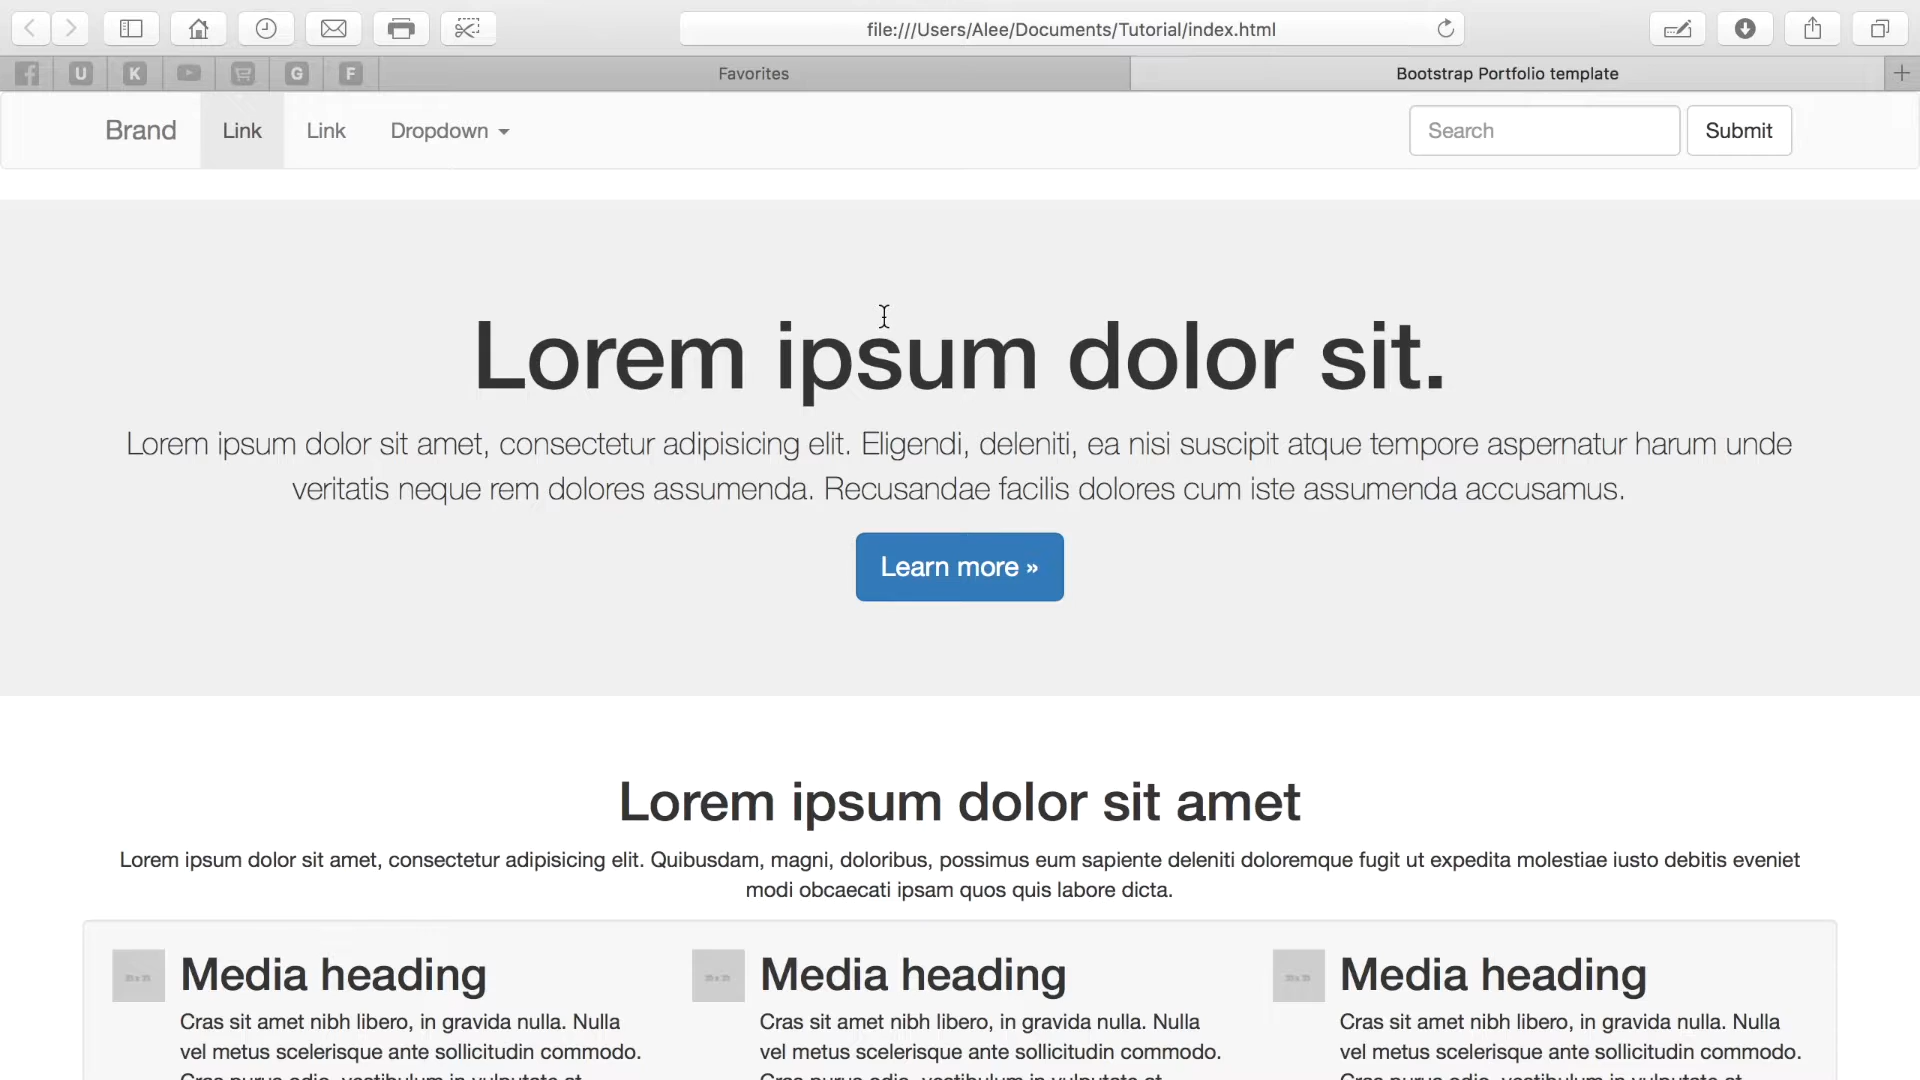 file:///Users/Alee/Documents/Tutorial/index.html
U K G F Favorites Bootstrap Portfolio template
Brand Link Link Dropdown Search Submit
Lorem ipsum dolor sit.
Lorem ipsum dolor sit amet, consectetur adipisicing elit. Eligendi, deleniti, ea nisi suscipit atque tempore aspernatur harum unde
veritatis neque rem dolores assumenda. Recusandae facilis dolores cum iste assumenda accusamus.
Learn more »
Lorem ipsum dolor sit amet
Lorem ipsum dolor sit amet, consectetur adipisicing elit. Quibusdam, magni, doloribus, possimus eum sapiente deleniti doloremque fugit ut expedita molestiae iusto debitis eveniet
modi obcaecati ipsam quos quis labore dicta.
Media heading
Cras sit amet nibh libero, in gravida nulla. Nulla
vel metus scelerisque ante sollicitudin commodo.
Media heading
Cras sit amet nibh libero, in gravida nulla. Nulla
vel metus scelerisque ante sollicitudin commodo.
Media heading
Cras sit amet nibh libero, in gravida nulla. Nulla
vel metus scelerisque ante sollicitudin commodo.